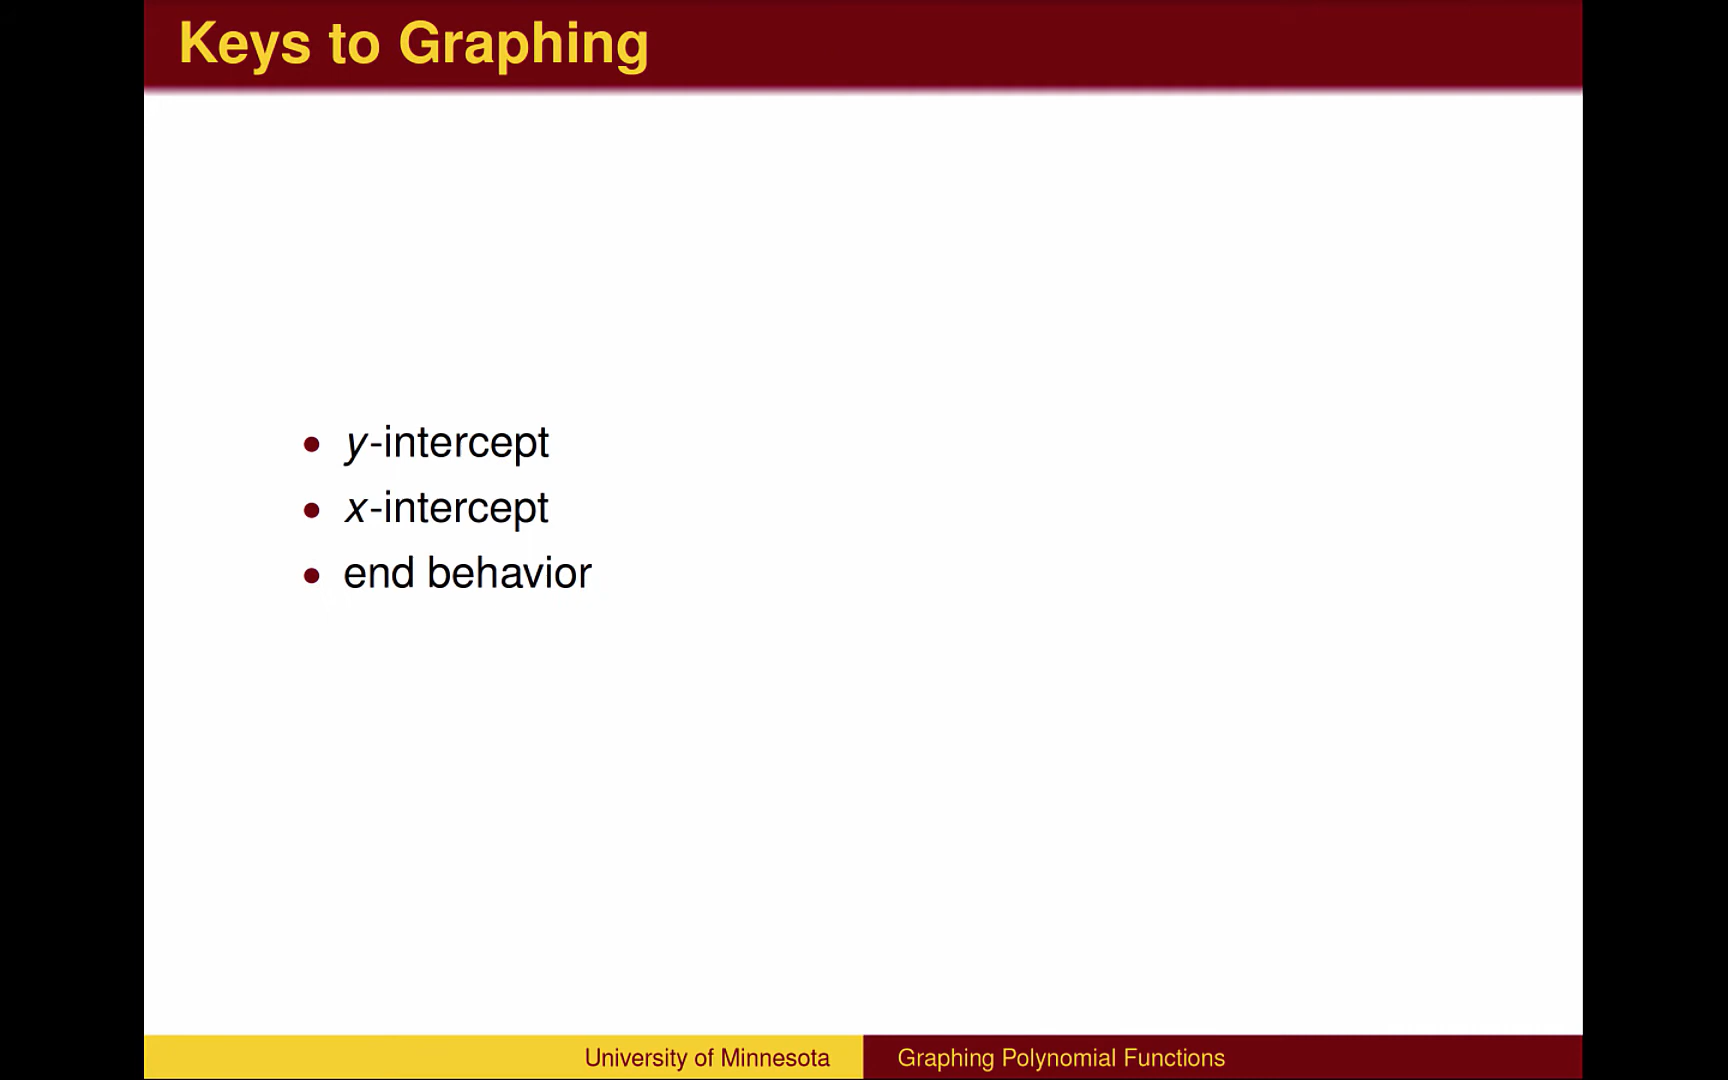 Keys to Graphing
• y-intercept
• x-intercept
• end behavior
University of Minnesota
Graphing Polynomial Functions